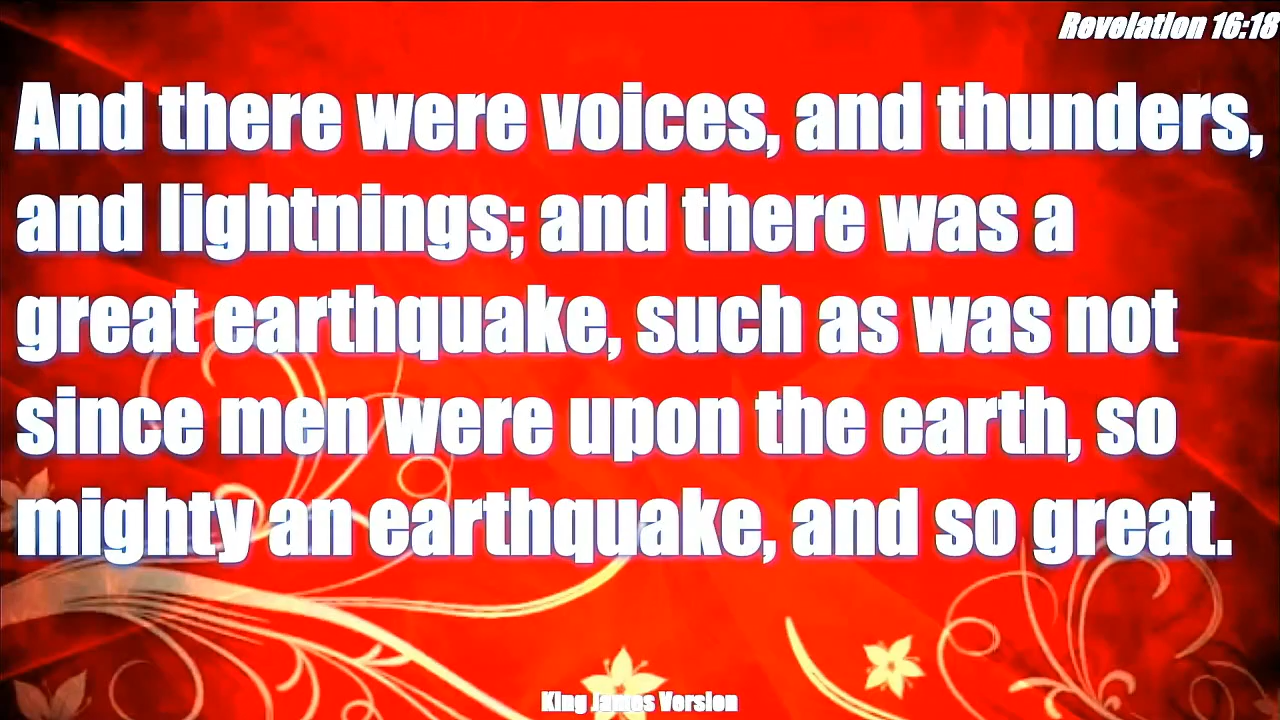 Revelation 16:18
And there were voices, and thunders,
and lightnings; and there was a
great earthquake, such as was not
since men were upon the earth, so
mighty an earthquake, and so great.
King James Version